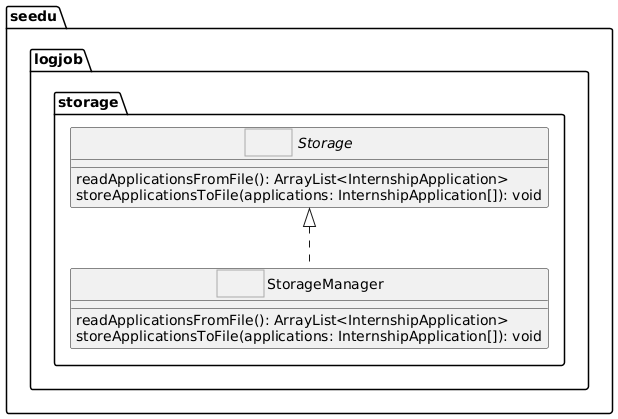 seedu
logjob
storage
Storage
readApplicationsFromFile(): ArrayList<InternshipApplication>
storeApplicationsToFile(applications: InternshipApplication[]): void
StorageManager
readApplicationsFromFile(): ArrayList<InternshipApplication>
storeApplicationsToFile(applications: InternshipApplication[]): void